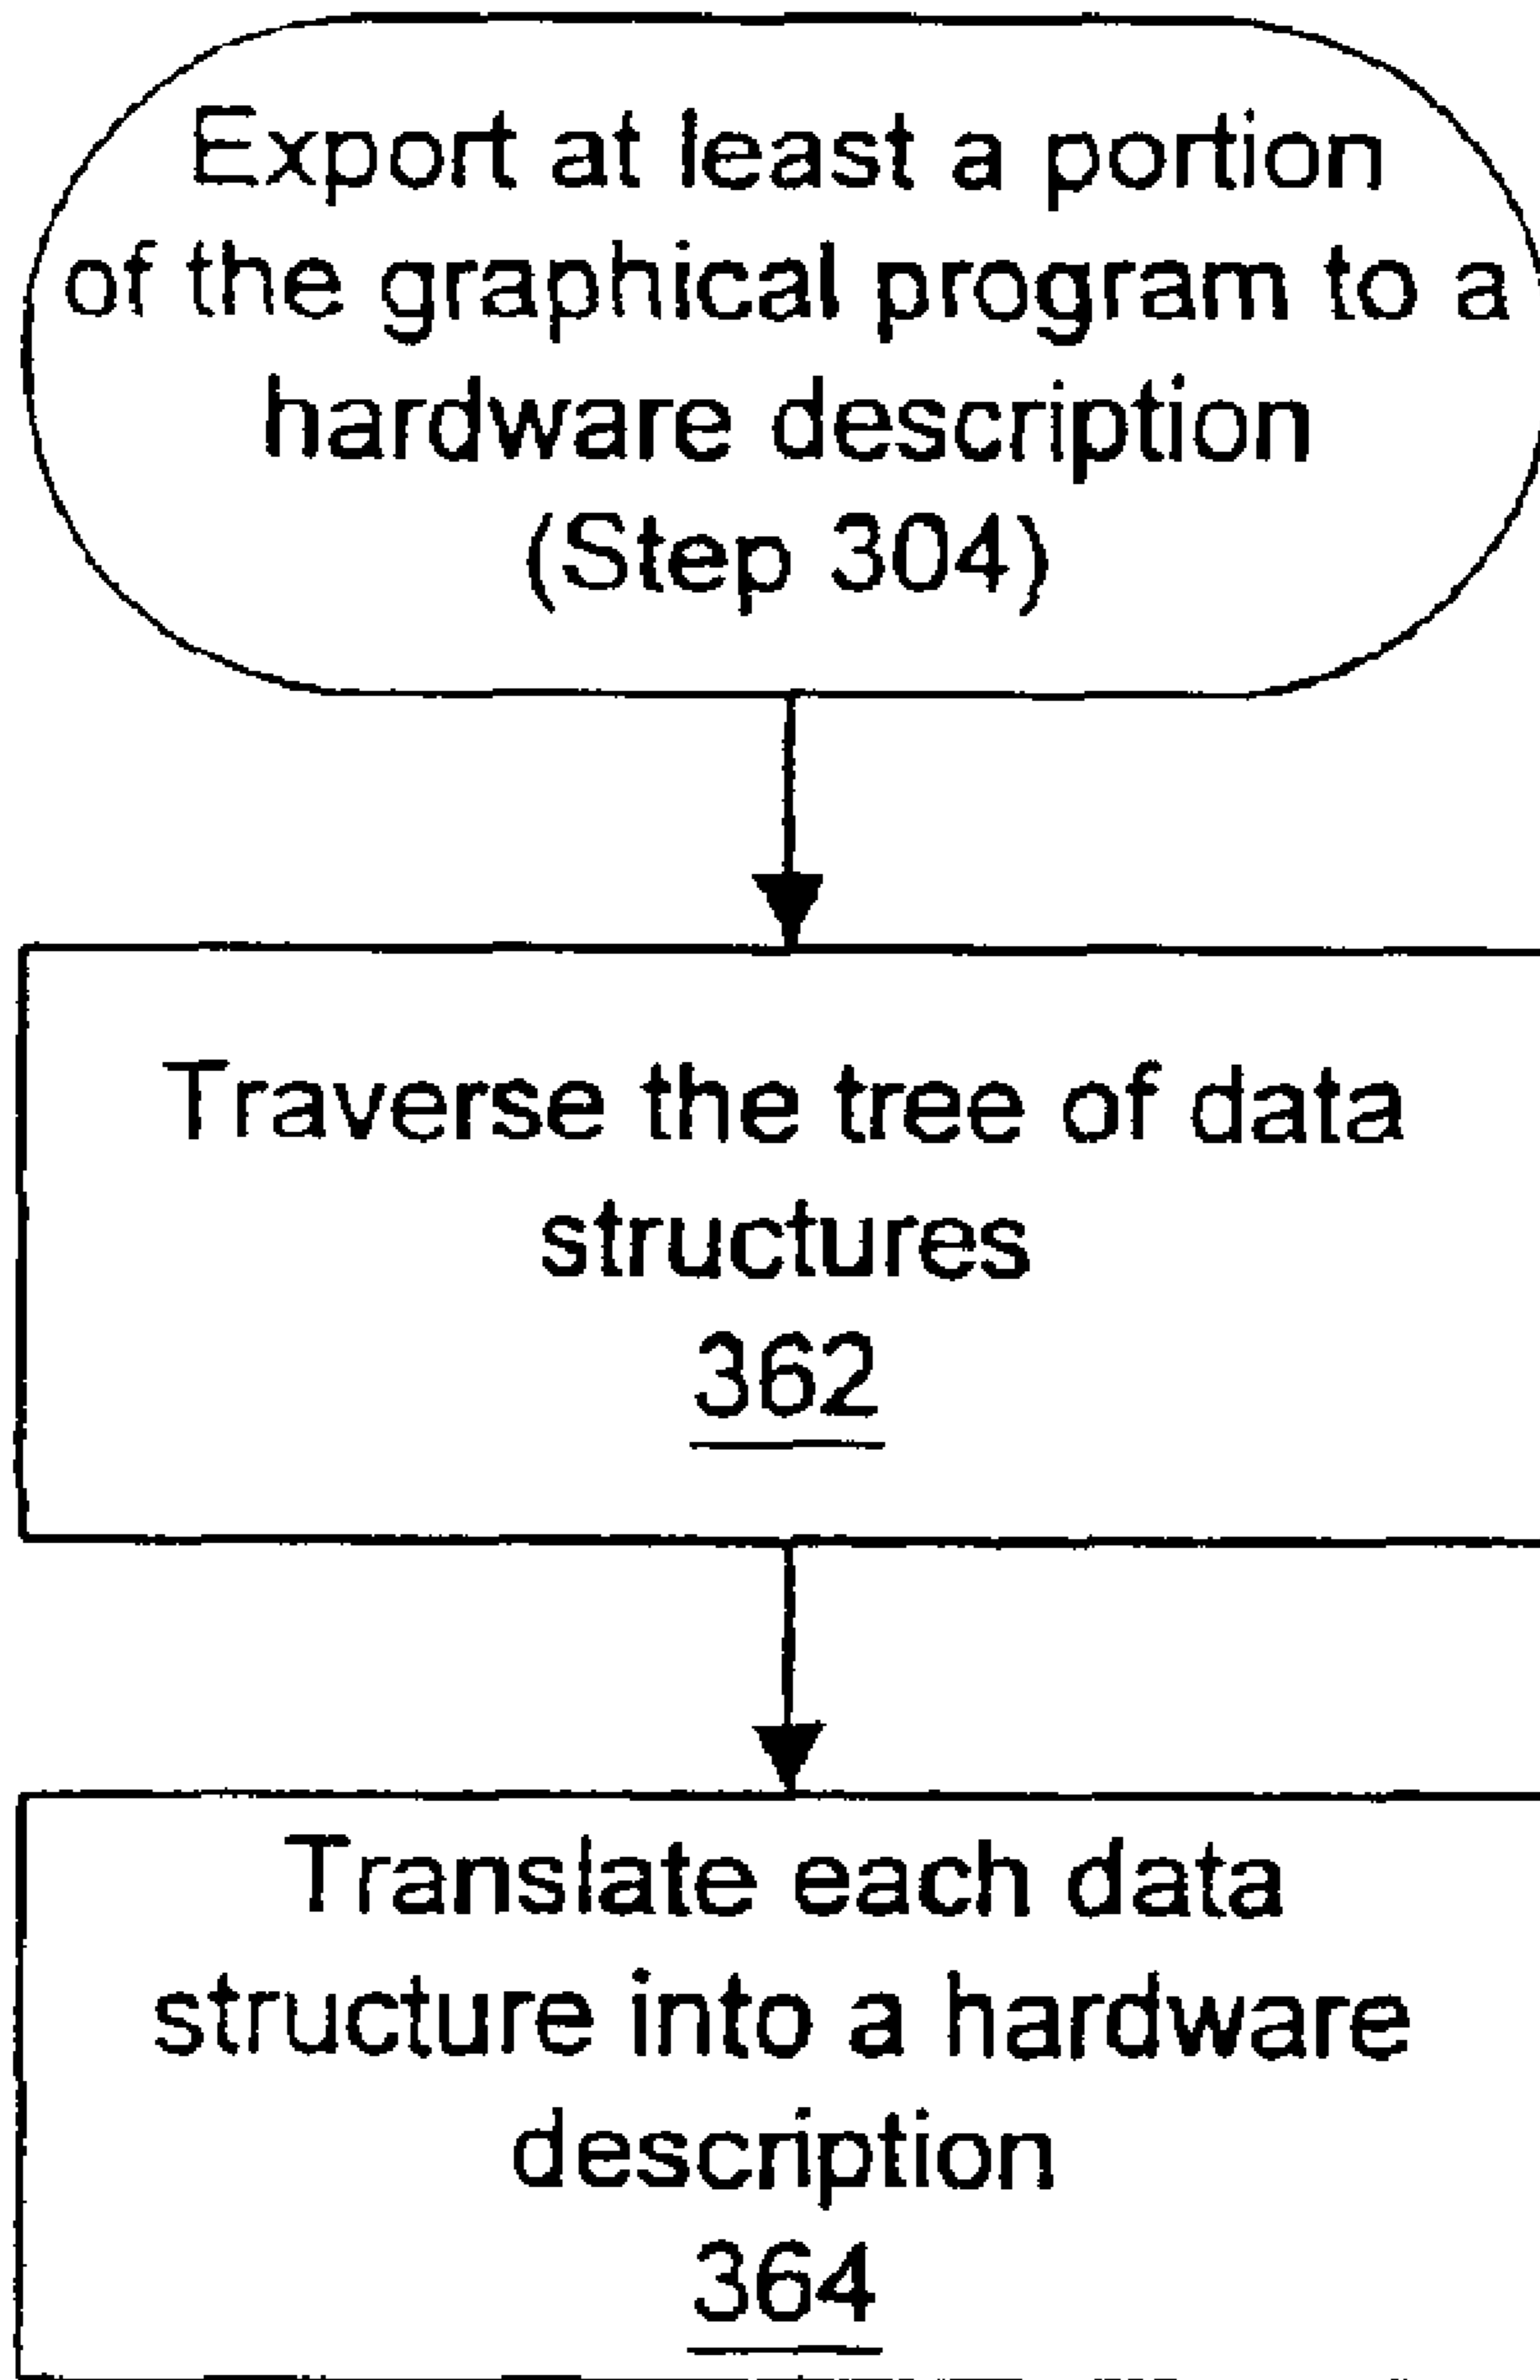 Export at least a portion
of the graphical program to a
hardware description
(Step 304)
Traverse the tree of data
structures
362
Translate each data
structure into a hardware
description
364